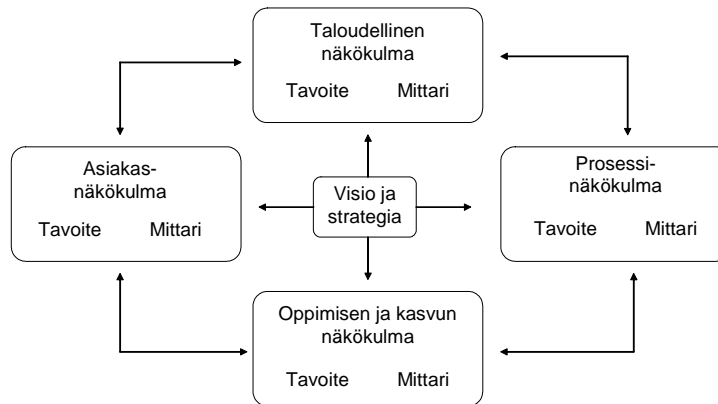 Taloudellinen
näkökulma
Tavoite Mittari
Asiakas-
näkökulma
Tavoite Mittari
Visio ja
strategia
Prosessi-
näkökulma
Tavoite Mittari
Oppimisen ja kasvun
näkökulma
Tavoite Mittari